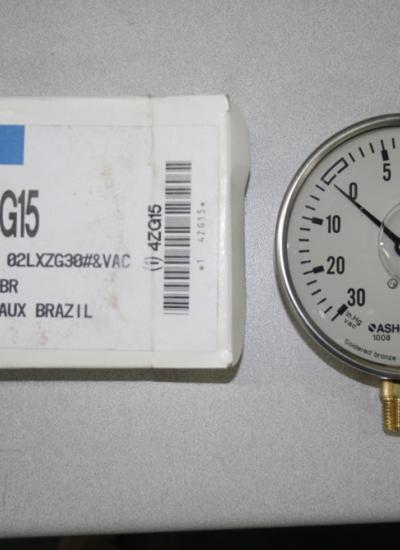 G15
02LXZG30#&VAC
BR
AUX BRAZIL
(1) 4ZG15
*1 4ZG15*
5
0
10
20
30
in.Hg
vac
ASH
1008
Soldered bronze